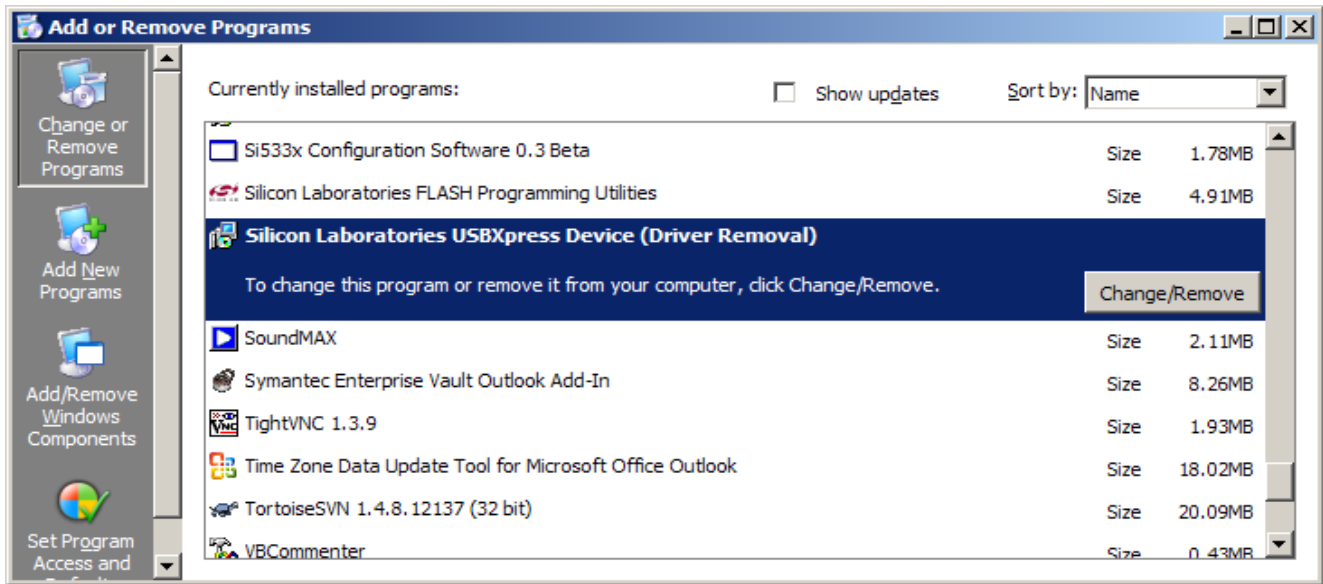 Add or Remove Programs
Change or
Remove
Programs
Add New
Programs
Add/Remove
Windows
Components
Set Program
Access and
Currently installed programs:
Show updates
Sort by: Name
Si533x Configuration Software 0.3 Beta Size 1.78MB
Silicon Laboratories FLASH Programming Utilities Size 4.91MB
Silicon Laboratories USBXpress Device (Driver Removal)
To change this program or remove it from your computer, click Change/Remove.
Change/Remove
SoundMAX Size 2.11MB
Symantec Enterprise Vault Outlook Add-In Size 8.26MB
VNC TightVNC 1.3.9 Size 1.93MB
Time Zone Data Update Tool for Microsoft Office Outlook Size 18.02MB
TortoiseSVN 1.4.8.12137 (32 bit) Size 20.09MB
VBCommenter Size 0.43MB